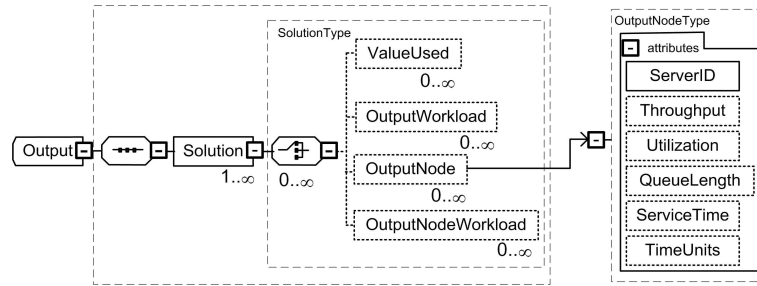 SolutionType
ValueUsed
0..∞
OutputWorkload
0..∞
Output
Solution
1..∞
0..∞
OutputNode
0..∞
OutputNodeWorkload
0..∞
OutputNodeType
attributes
ServerID
Throughput
Utilization
QueueLength
ServiceTime
TimeUnits